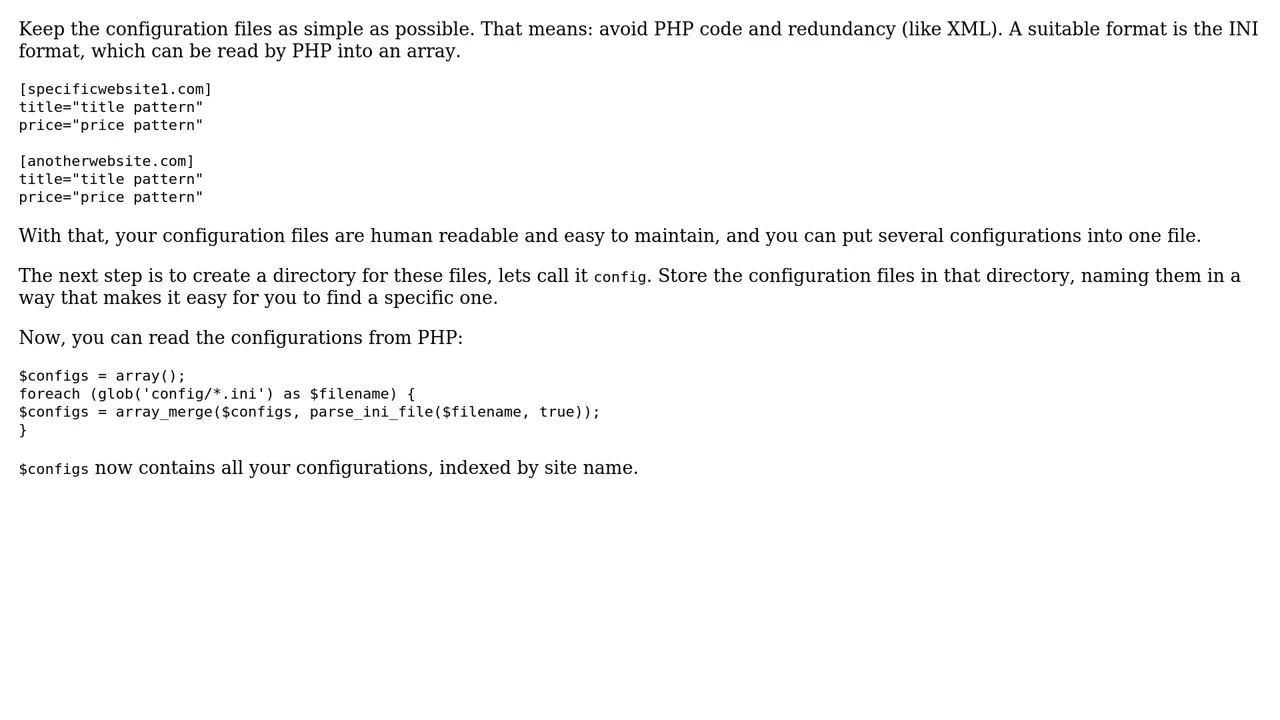 Keep the configuration files as simple as possible. That means: avoid PHP code and redundancy (like XML). A suitable format is the INI
format, which can be read by PHP into an array.
[specificwebsite1.com]
title="title pattern"
price="price pattern"
[anotherwebsite.com]
title="title pattern"
price="price pattern"
With that, your configuration files are human readable and easy to maintain, and you can put several configurations into one file.
The next step is to create a directory for these files, lets call it config. Store the configuration files in that directory, naming them in a
way that makes it easy for you to find a specific one.
Now, you can read the configurations from PHP:
$configs = array();
foreach (glob('config/*.ini') as $filename) {
$configs = array_merge($configs, parse_ini_file($filename, true));
}
$configs now contains all your configurations, indexed by site name.